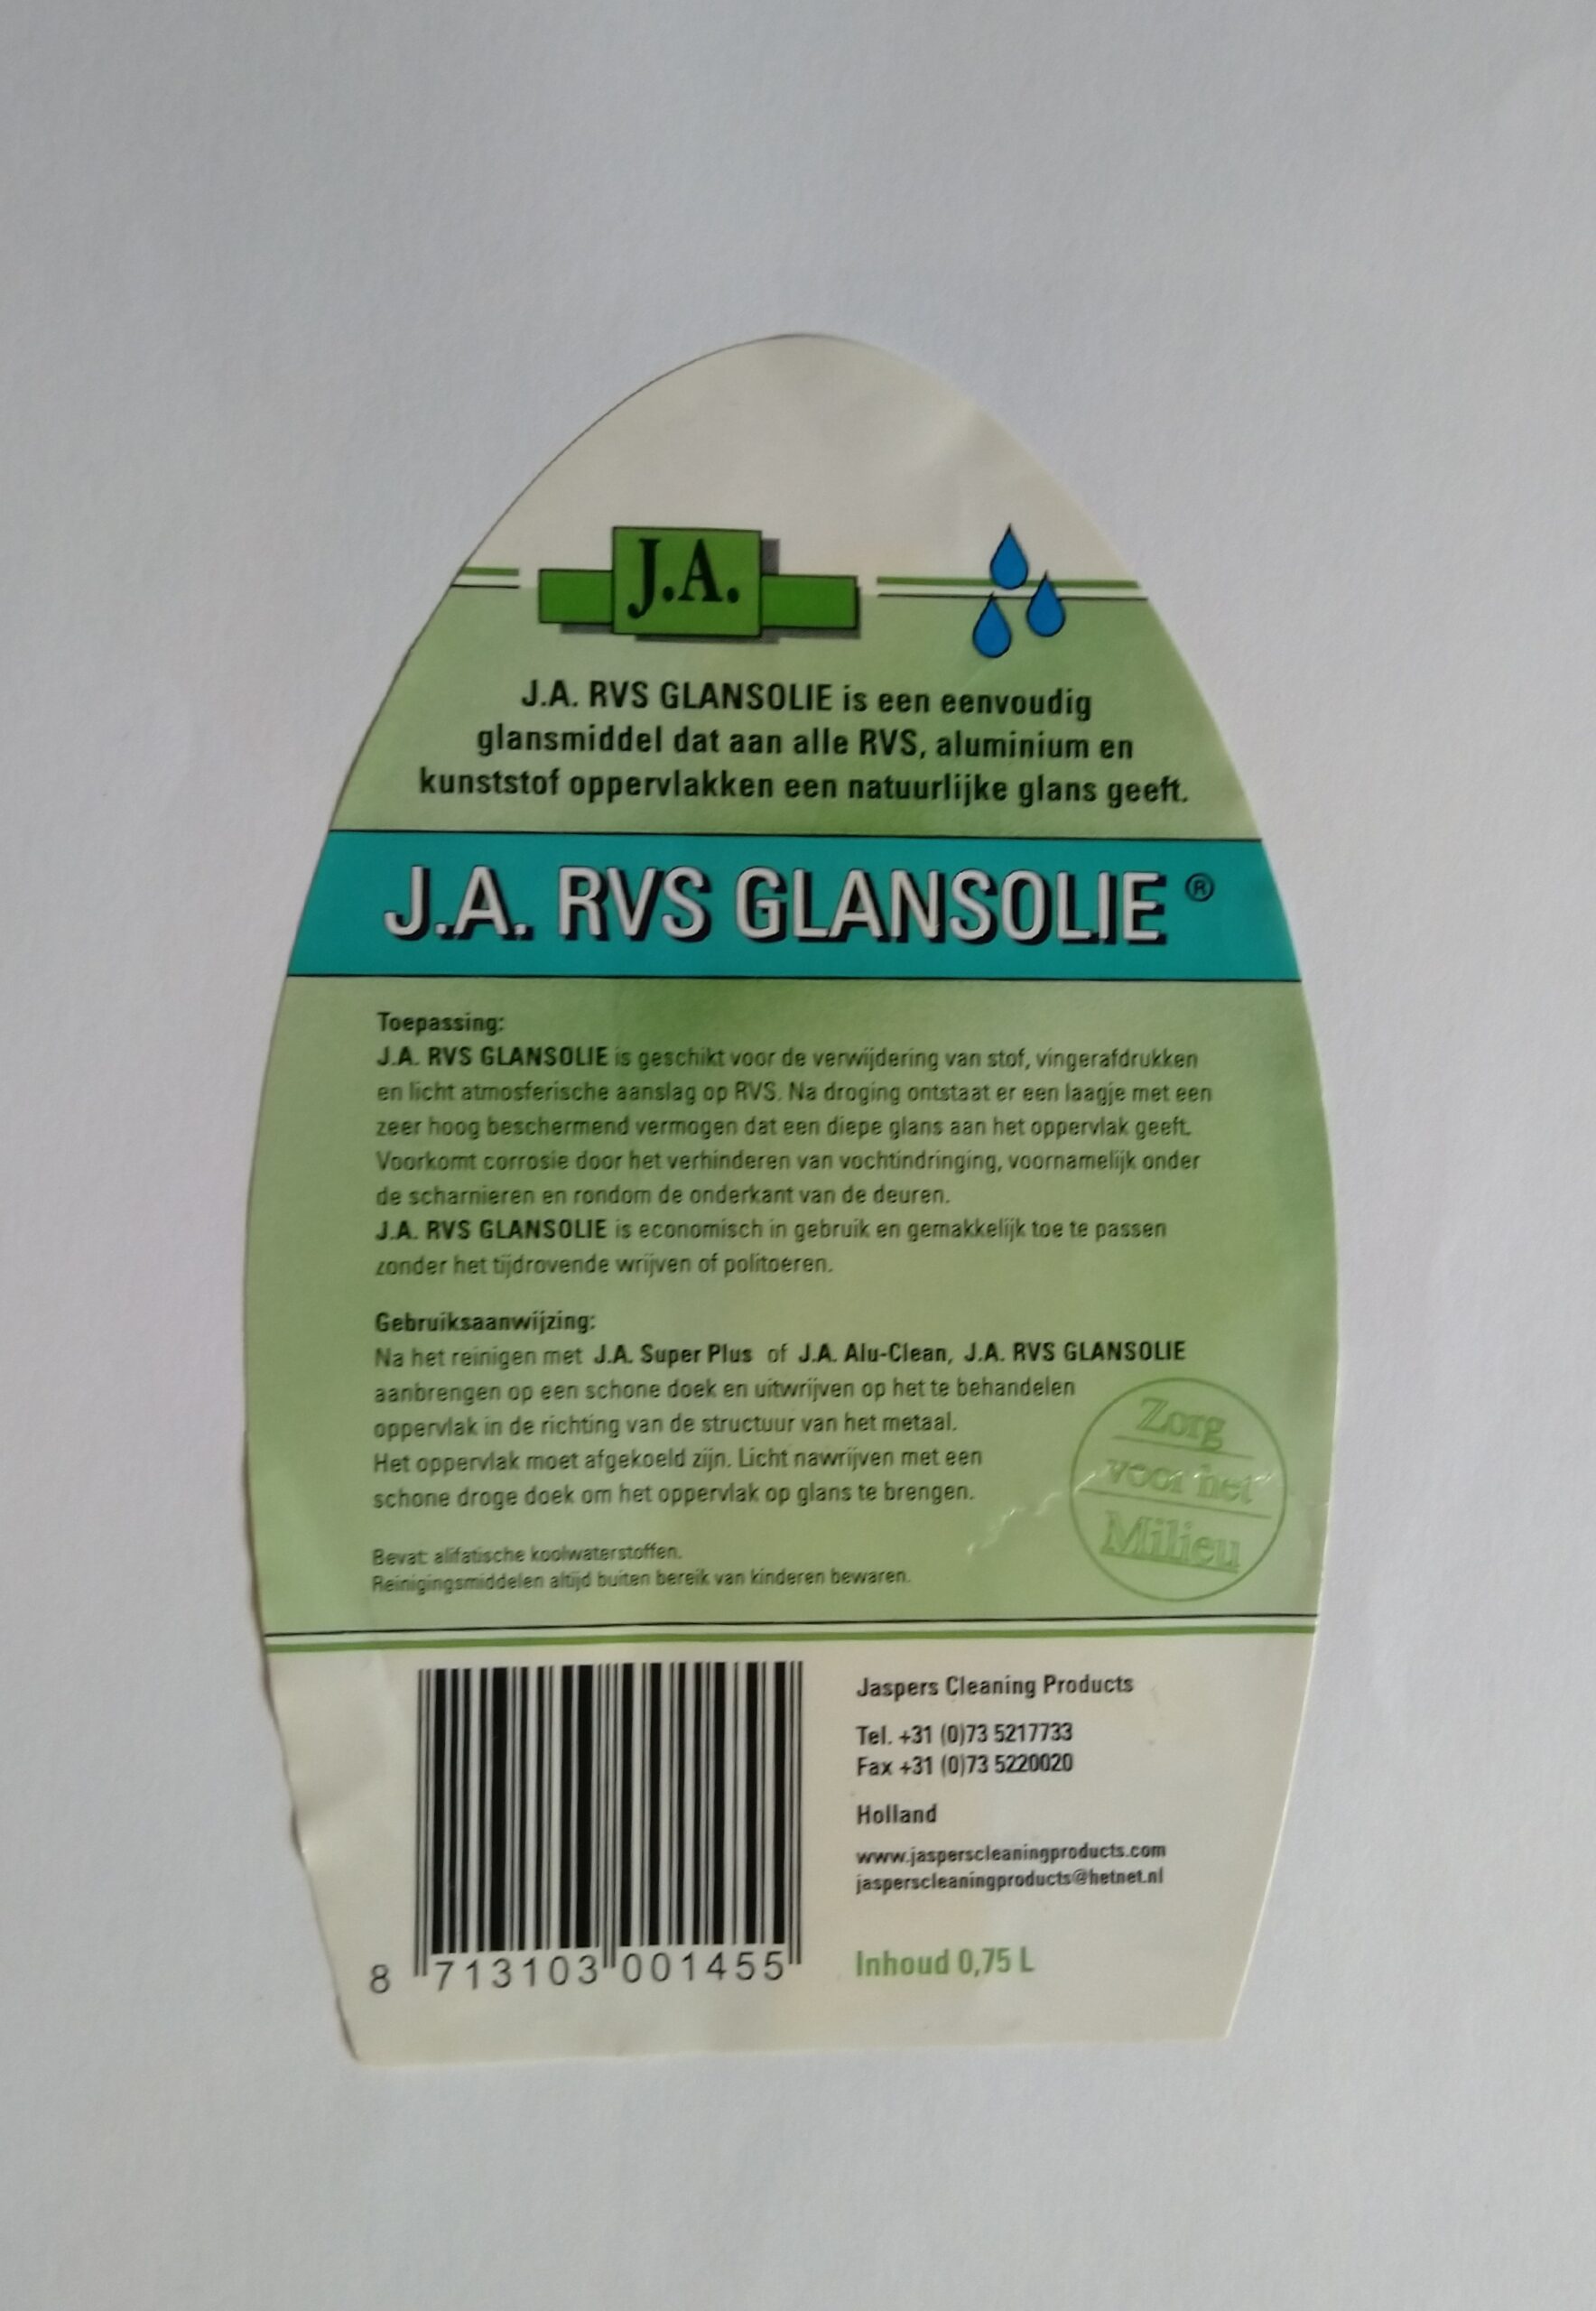 J.A.
J.A. RVS GLANSOLIE is een eenvoudig
glansmiddel dat aan alle RVS, aluminium en
kunststof oppervlakken een natuurlijke glans geeft.
J.A. RVS GLANSOLIE ®
Toepassing:
J.A. RVS GLANSOLIE is geschikt voor de verwijdering van stof, vingerafdrukken
en licht atmosferische aanslag op RVS. Na droging ontstaat er een laagje met een
zeer hoog beschermend vermogen dat een diepe glans aan het oppervlak geeft.
Voorkomt corrosie door het verhinderen van vochtindringing, voornamelijk onder
de scharnieren en rondom de onderkant van de deuren.
J.A. RVS GLANSOLIE is economisch in gebruik en gemakkelijk toe te passen
zonder het tijdrovende wrijven of politoeren.
Gebruiksaanwijzing:
Na het reinigen met J.A. Super Plus of J.A. Alu-Clean, J.A. RVS GLANSOLIE
aanbrengen op een schone doek en uitwrijven op het te behandelen
oppervlak in de richting van de structuur van het metaal.
Het oppervlak moet afgekoeld zijn. Licht nawrijven met een
schone droge doek om het oppervlak op glans te brengen.
Zorg
voor het
Milieu
Bevat: alifatische koolwaterstoffen.
Reinigingsmiddelen altijd buiten bereik van kinderen bewaren.
8 713103 001455
Jaspers Cleaning Products
Tel. +31 (0)73 5217733
Fax +31 (0)73 5220020
Holland
www.jasperscleaningproducts.com
jasperscleaningproducts@hetnet.nl
Inhoud 0,75 L